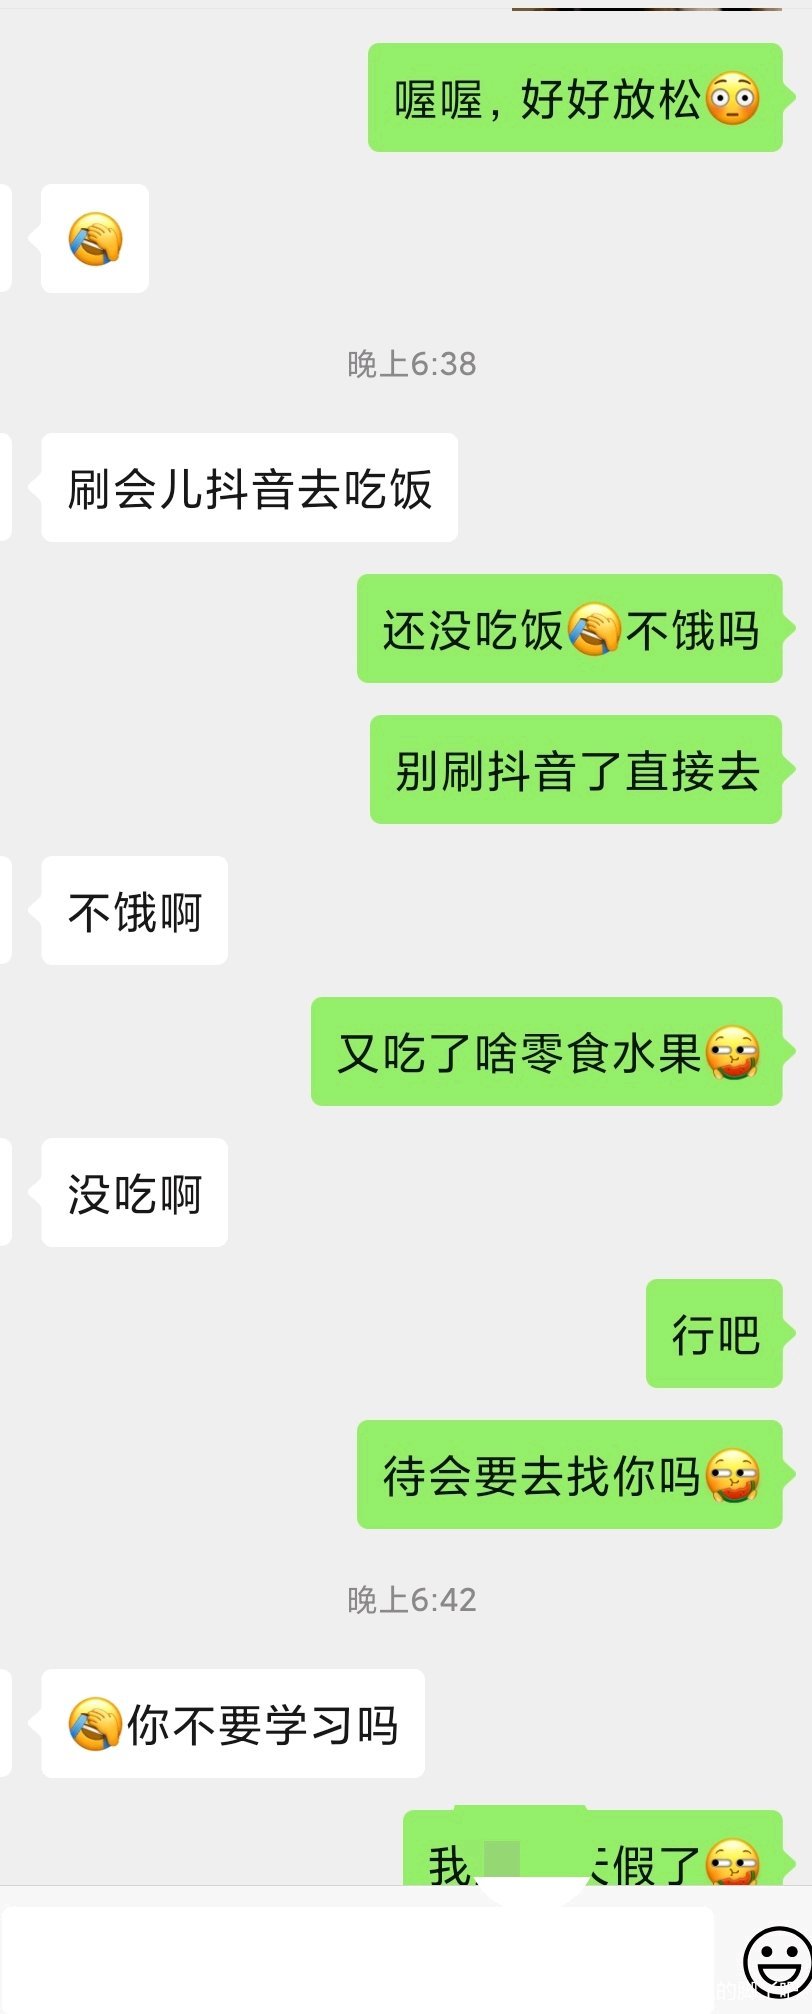 喔喔，好好放松😳
🤦
晚上6:38
刷会儿抖音去吃饭
还没吃饭🤦不饿吗
别刷抖音了直接去
不饿啊
又吃了啥零食水果
没吃啊
行吧
待会要去找你吗
晚上6:42
🤦你不要学习吗
我 天假了